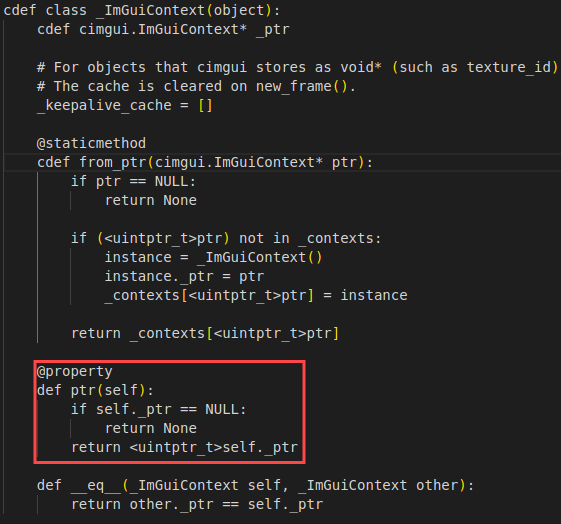 cdef class _ImGuiContext(object):
    cdef cimgui.ImGuiContext* _ptr

    # For objects that cimgui stores as void* (such as texture_id)
    # The cache is cleared on new_frame().
    _keepalive_cache = []

    @staticmethod
    cdef from_ptr(cimgui.ImGuiContext* ptr):
        if ptr == NULL:
            return None

        if (<uintptr_t>ptr) not in _contexts:
            instance = _ImGuiContext()
            instance._ptr = ptr
            _contexts[<uintptr_t>ptr] = instance

        return _contexts[<uintptr_t>ptr]

    @property
    def ptr(self):
        if self._ptr == NULL:
            return None
        return <uintptr_t>self._ptr

    def __eq__(_ImGuiContext self, _ImGuiContext other):
        return other._ptr == self._ptr